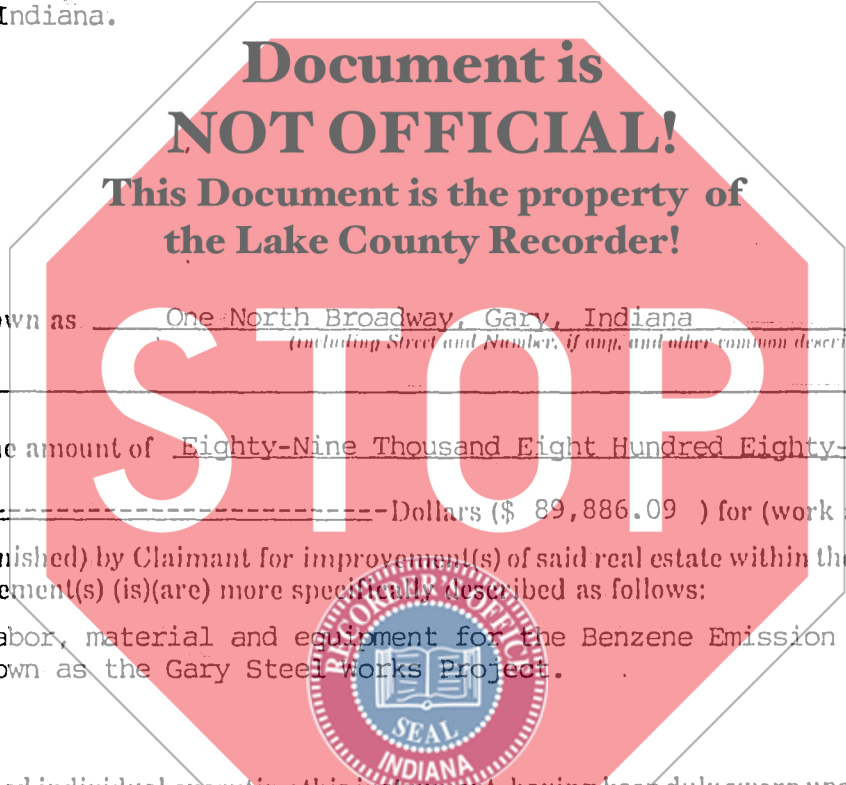 Indiana.
Document is
NOT OFFICIAL!
This Document is the property of
the Lake County Recorder!
own as One North Broadway, Gary, Indiana
(including Street and Number, if any, and other common descri
STOP
e amount of Eighty-Nine Thousand Eight Hundred Eighty-
-Dollars ($ 89,886.09 ) for (work
nished) by Claimant for improvement(s) of said real estate within the
ement(s) (is)(are) more specifically described as follows:
abor, material and equipment for the Benzene Emission
own as the Gary Steel Works Project.
RECORDER'S OFFICE
SEAL
INDIANA